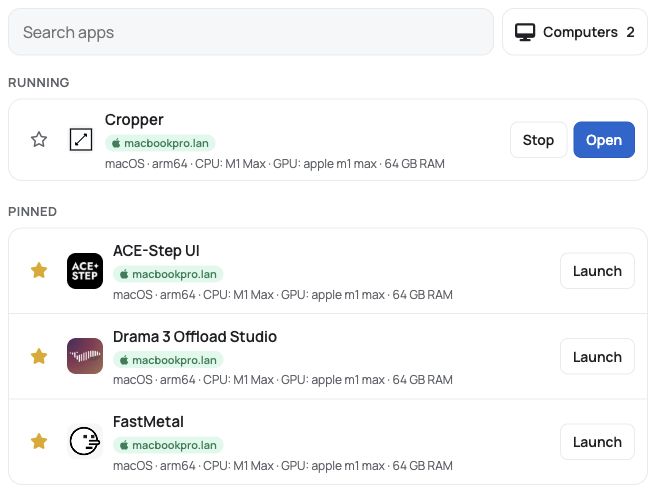 Search apps
Computers 2
RUNNING
Cropper
macbookpro.lan
macOS · arm64 · CPU: M1 Max · GPU: apple m1 max · 64 GB RAM
Stop
Open
PINNED
ACE-Step UI
ACE+
STEP
macbookpro.lan
macOS · arm64 · CPU: M1 Max · GPU: apple m1 max · 64 GB RAM
Launch
Drama 3 Offload Studio
macbookpro.lan
macOS · arm64 · CPU: M1 Max · GPU: apple m1 max · 64 GB RAM
Launch
FastMetal
macbookpro.lan
macOS · arm64 · CPU: M1 Max · GPU: apple m1 max · 64 GB RAM
Launch